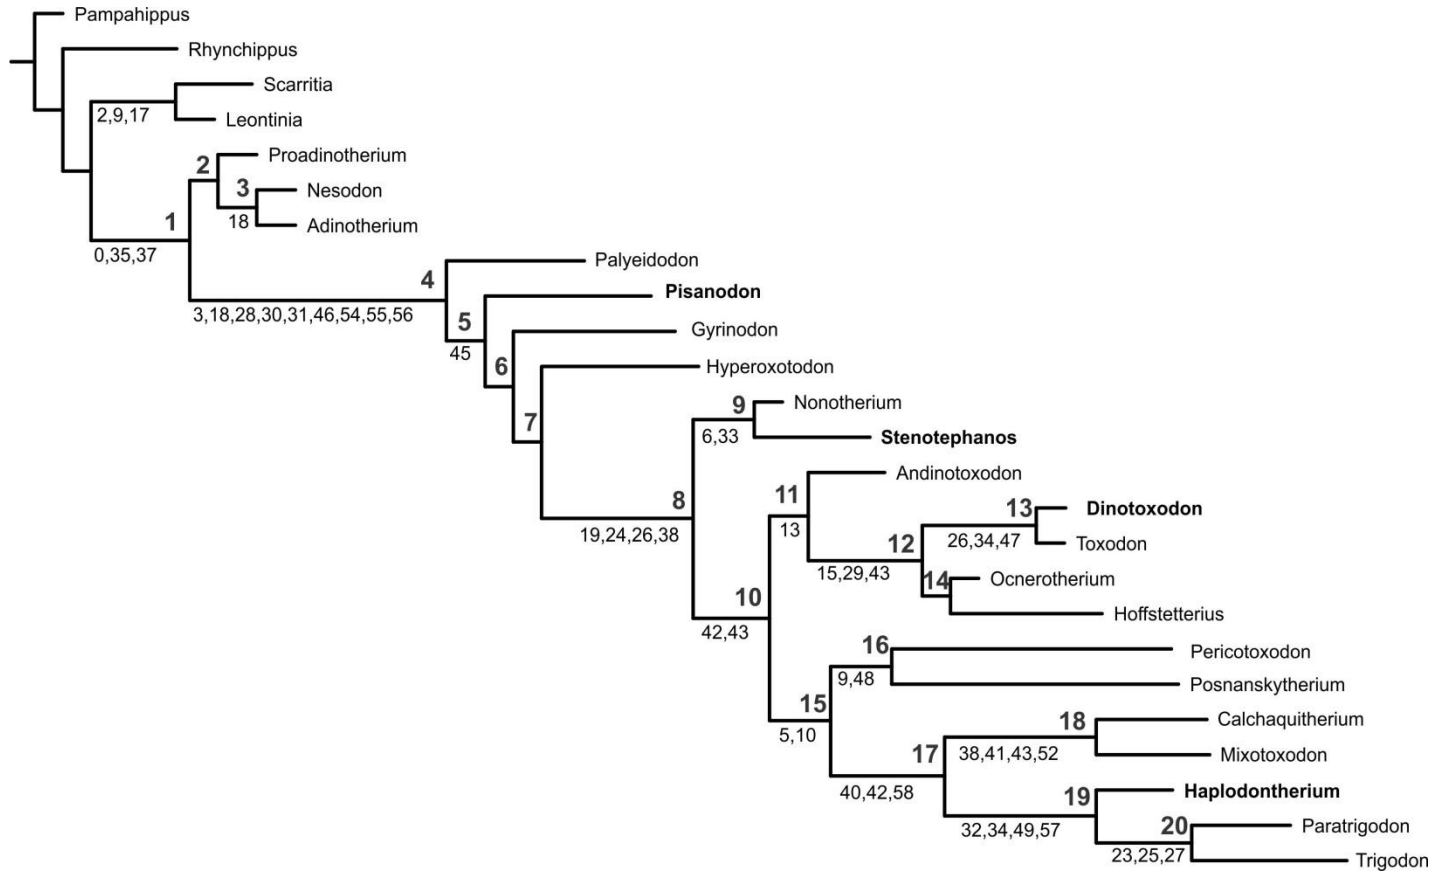 Pampahippus
Rhynchippus
Scarritia
2,9,17
Leontinia
Proadinotherium
2
3
Nesodon
18
Adinotherium
1
0,35,37
Palyeidodon
4
Pisanodon
3,18,28,30,31,46,54,55,56
5
Gyrinodon
45
6
Hyperoxotodon
7
9
Nonotherium
6,33
Stenotephanos
Andinotoxodon
8
11
13
Dinotoxodon
19,24,26,38
13
26,34,47
Toxodon
12
15,29,43
14
Ocnerotherium
10
Hoffstetterius
42,43
16
Pericotoxodon
9,48
Posnanskytherium
15
5,10
18
Calchaquitherium
17
38,41,43,52
Mixotoxodon
40,42,58
19
Haplodontherium
32,34,49,57
20
Paratrigodon
23,25,27
Trigodon